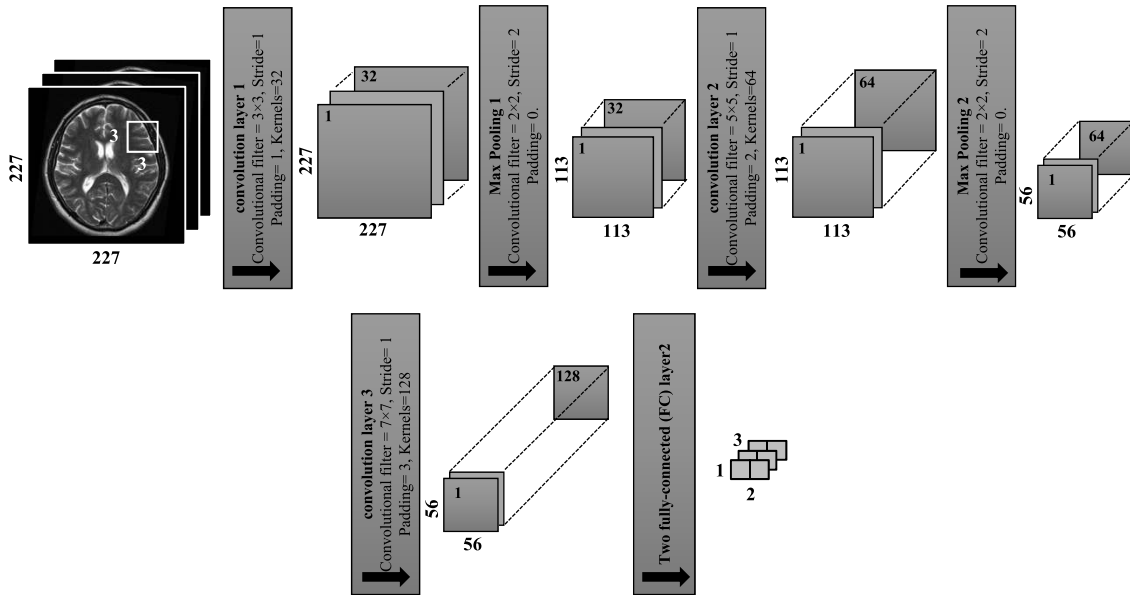 227
3
3
227
convolution layer 1
Convolutional filter = 3×3, Stride=1
Padding= 1, Kernels=32
227
32
1
227
Max Pooling 1
Convolutional filter = 2×2, Stride= 2
Padding= 0.
113
32
1
113
convolution layer 2
Convolutional filter = 5×5, Stride= 1
Padding= 2, Kernels=64
113
64
1
113
Max Pooling 2
Convolutional filter = 2×2, Stride= 2
Padding= 0.
56
64
1
56
convolution layer 3
Convolutional filter = 7×7, Stride= 1
Padding= 3, Kernels=128
56
128
1
56
Two fully-connected (FC) layer2
3
1
2